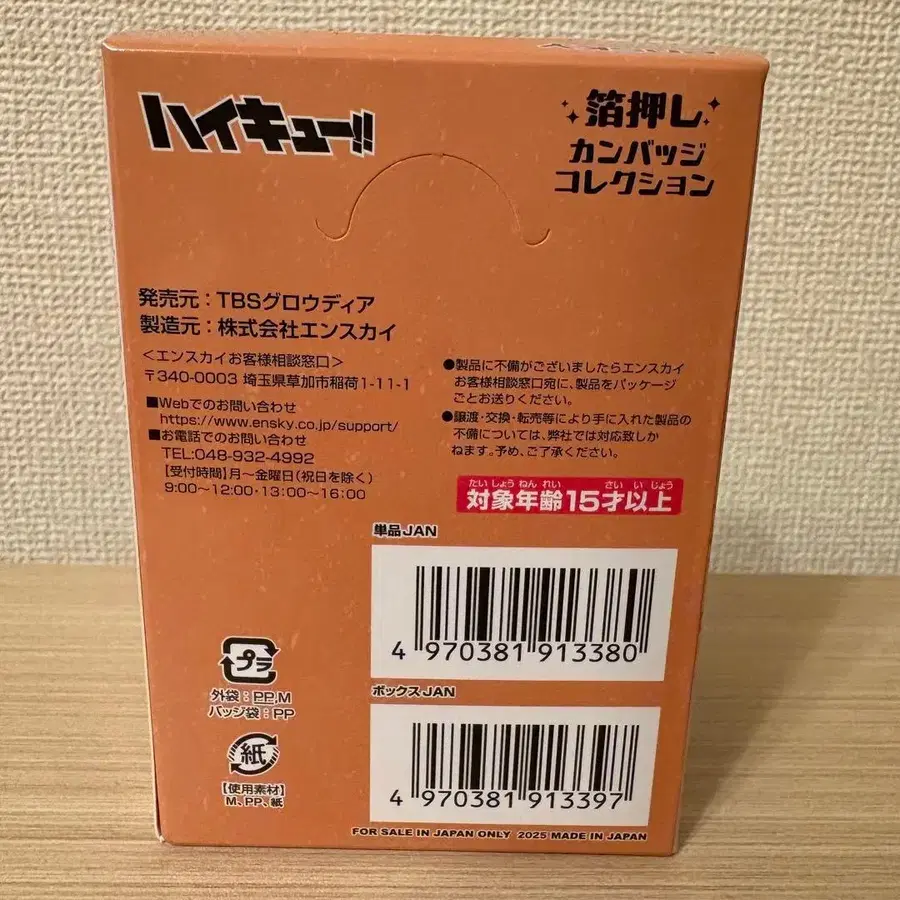 ハイキュー!!
箔押し
カンバッジ
コレクション
発売元：TBSグロウディア
製造元：株式会社エンスカイ
＜エンスカイお客様相談窓口＞
〒340-0003 埼玉県草加市稲荷1-11-1
■Webでのお問い合わせ
https://www.ensky.co.jp/support/
■お電話でのお問い合わせ
TEL:048-932-4992
【受付時間】月～金曜日(祝日を除く)
9:00～12:00・13:00～16:00
●製品に不備がございましたらエンスカイ
お客様相談窓口宛に、製品をパッケージ
ごとお送りください。
●譲渡・交換・転売等により手に入れた製品の
不備については、弊社では対応致しか
ねます。予め、ご了承ください。
たいしょうねんれい さいいじょう
対象年齢15才以上
単品JAN
4 970381 913380
ボックスJAN
4 970381 913397
プラ
外袋：PP,M
バッジ袋：PP
紙
【使用素材】
M、PP、紙
FOR SALE IN JAPAN ONLY 2025 MADE IN JAPAN